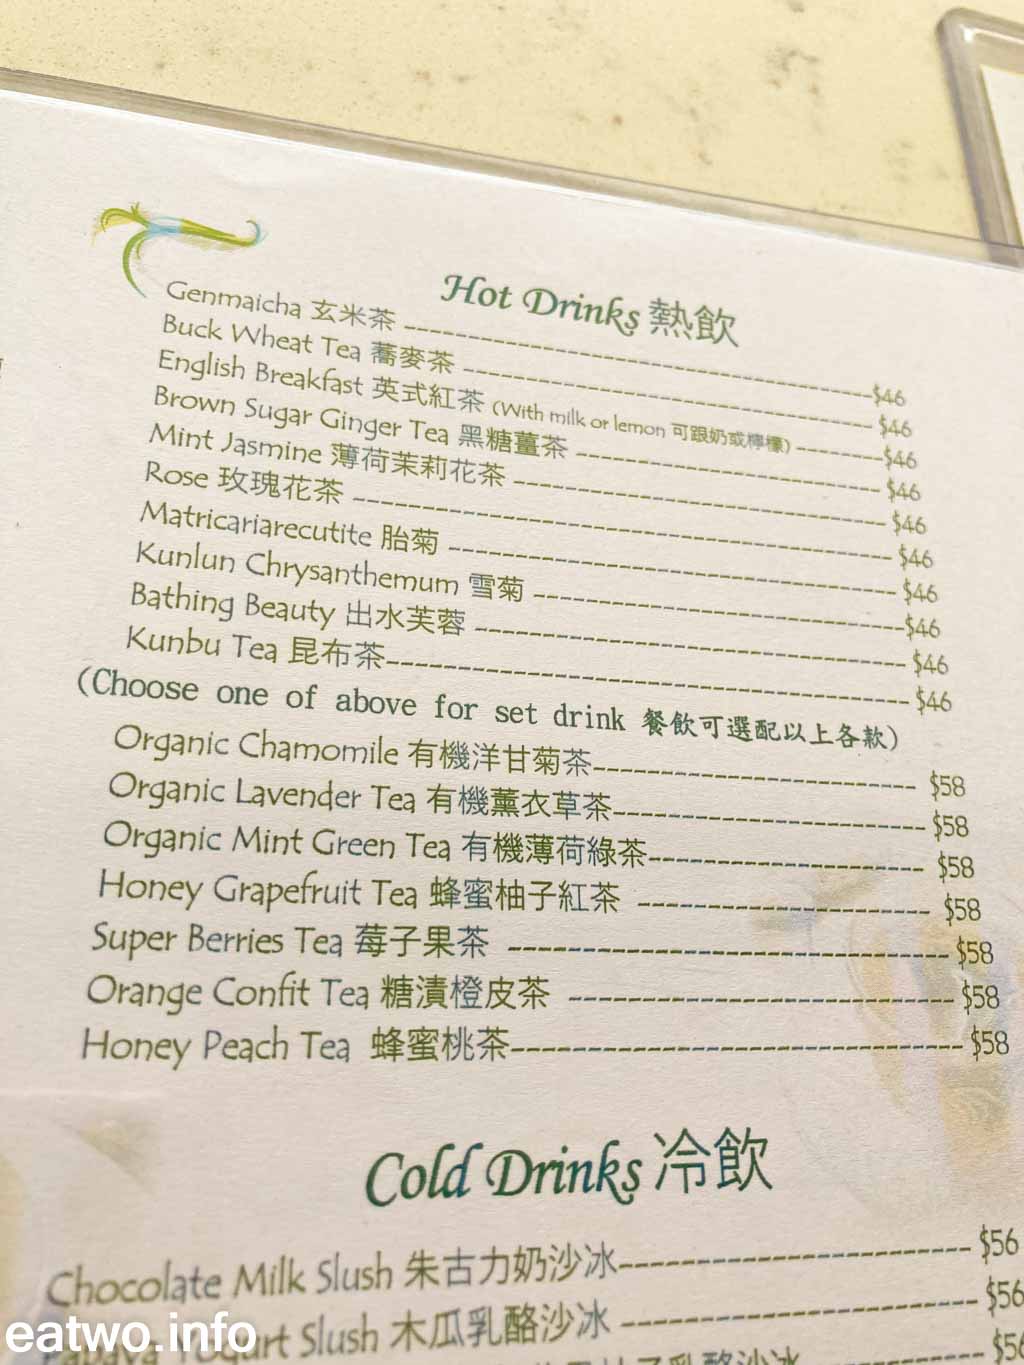 Hot Drinks 熱飲
Genmaicha 玄米茶 $46
Buck Wheat Tea 蕎麥茶 $46
English Breakfast 英式紅茶 (With milk or lemon 可跟奶或檸檬) $46
Brown Sugar Ginger Tea 黑糖薑茶 $46
Mint Jasmine 薄荷茉莉花茶 $46
Rose 玫瑰花茶 $46
Matricariarecutite 胎菊 $46
Kunlun Chrysanthemum 雪菊 $46
Bathing Beauty 出水芙蓉 $46
Kunbu Tea 昆布茶 $46
(Choose one of above for set drink 餐飲可選配以上各款)
Organic Chamomile 有機洋甘菊茶 $58
Organic Lavender Tea 有機薰衣草茶 $58
Organic Mint Green Tea 有機薄荷綠茶 $58
Honey Grapefruit Tea 蜂蜜柚子紅茶 $58
Super Berries Tea 莓子果茶 $58
Orange Confit Tea 糖漬橙皮茶 $58
Honey Peach Tea 蜂蜜桃茶 $58
Cold Drinks 冷飲
Chocolate Milk Slush 朱古力奶沙冰 $56
Papaya Yogurt Slush 木瓜乳酪沙冰 $56
eatwo.info